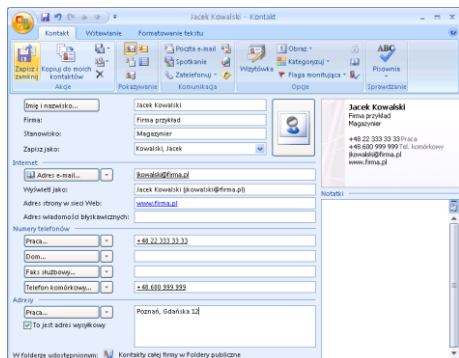 Jacek Kowalski - Kontakt
Kontakt Wstawianie Formatowanie tekstu
Zapisz i zamknij
Kopiuj do moich kontaktów
Akcje
Pokazywanie
Poczta e-mail
Spotkanie
Zatelefonuj
Komunikacja
Wizytówka
Obraz
Kategoryzuj
Flaga monitująca
Opcje
ABC
Pisownia
Sprawdzanie
Imię i nazwisko... Jacek Kowalski
Firma: Firma przykład
Stanowisko: Magazynier
Zapisz jako: Kowalski, Jacek
Internet
Adres e-mail... jkowalski@firma.pl
Wyświetl jako: Jacek Kowalski (jkowalski@firma.pl)
Adres strony w sieci Web: www.firma.pl
Adres wiadomości błyskawicznych:
Numery telefonów
Praca... +48 22 333 33 33
Dom...
Faks służbowy...
Telefon komórkowy... +48 600 999 999
Adresy
Praca... Poznań, Gdańska 12
To jest adres wysyłkowy
W folderze udostępnionym: Kontakty całej firmy w Foldery publiczne
Jacek Kowalski
Firma przykład
Magazynier
+48 22 333 33 33 Praca
+48 600 999 999 Tel. komórkowy
jkowalski@firma.pl
www.firma.pl
Notatki